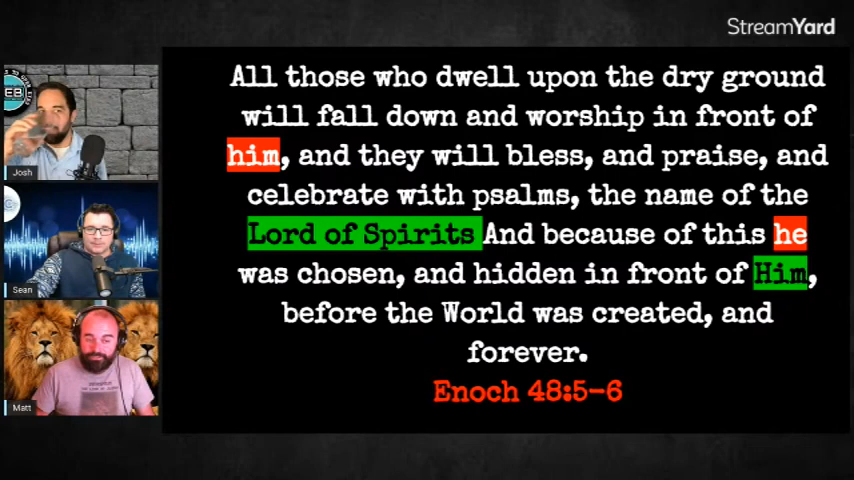 StreamYard
All those who dwell upon the dry ground
will fall down and worship in front of
him, and they will bless, and praise, and
celebrate with psalms, the name of the
Lord of Spirits And because of this he
was chosen, and hidden in front of Him,
before the World was created, and
forever.
Enoch 48:5-6
Josh
Sean
Matt